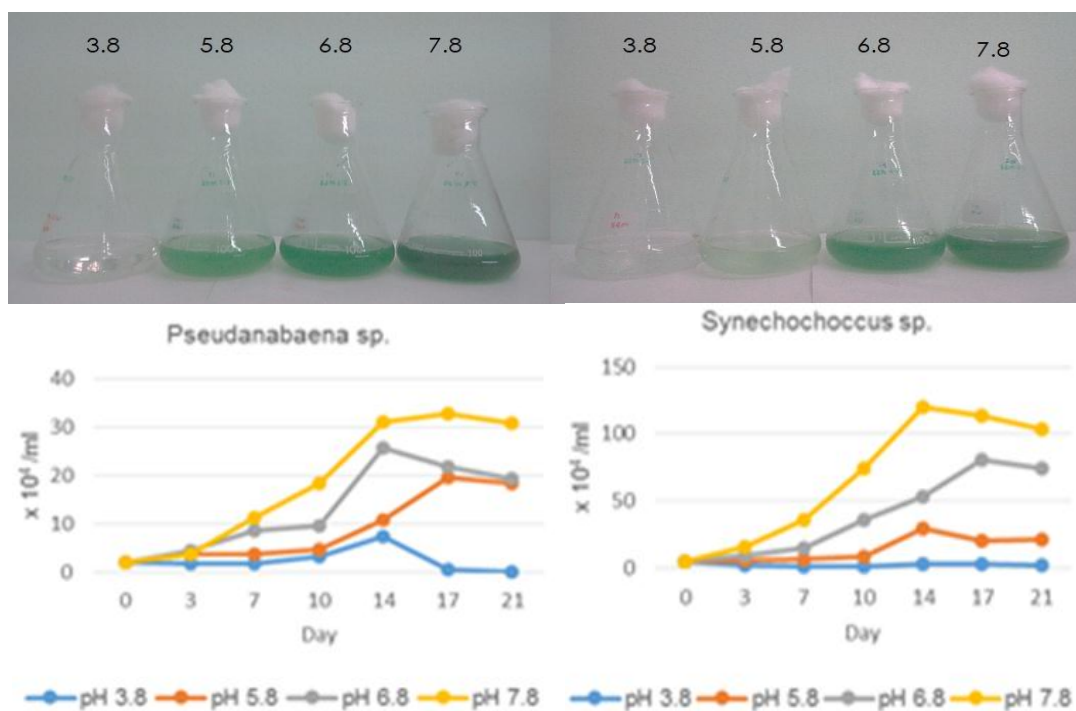 3.8 5.8 6.8 7.8
3.8 5.8 6.8 7.8
100 100
Pseudanabaena sp.
40
30
20
10
0
x 10⁴ /ml
0 3 7 10 14 17 21
Day
pH 3.8 pH 5.8 pH 6.8 pH 7.8
Synechochoccus sp.
150
100
50
0
x 10⁴ /ml
0 3 7 10 14 17 21
Day
pH 3.8 pH 5.8 pH 6.8 pH 7.8